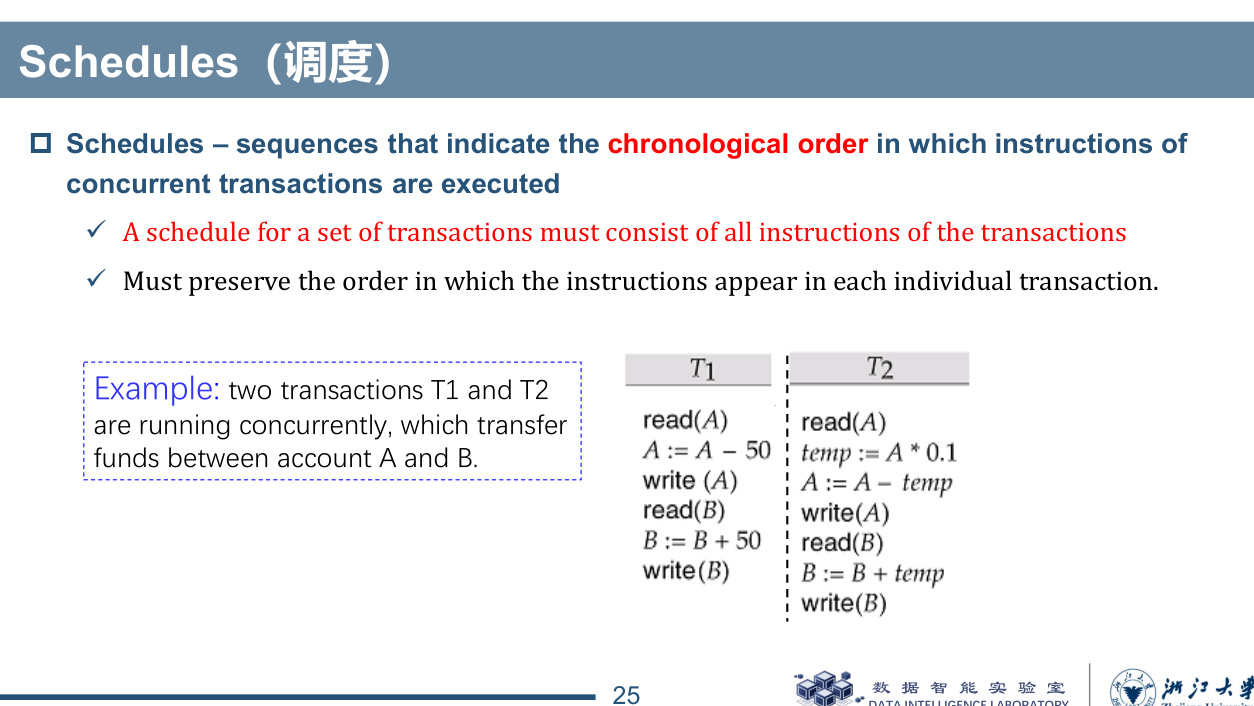 Schedules (调度)
Schedules – sequences that indicate the chronological order in which instructions of
concurrent transactions are executed
A schedule for a set of transactions must consist of all instructions of the transactions
Must preserve the order in which the instructions appear in each individual transaction.
Example: two transactions T1 and T2
are running concurrently, which transfer
funds between account A and B.
T1
read(A)
A := A − 50
write (A)
read(B)
B := B + 50
write(B)
T2
read(A)
temp := A * 0.1
A := A − temp
write(A)
read(B)
B := B + temp
write(B)
25
数据智能实验室
DATA INTELLIGENCE LABORATORY
浙江大学